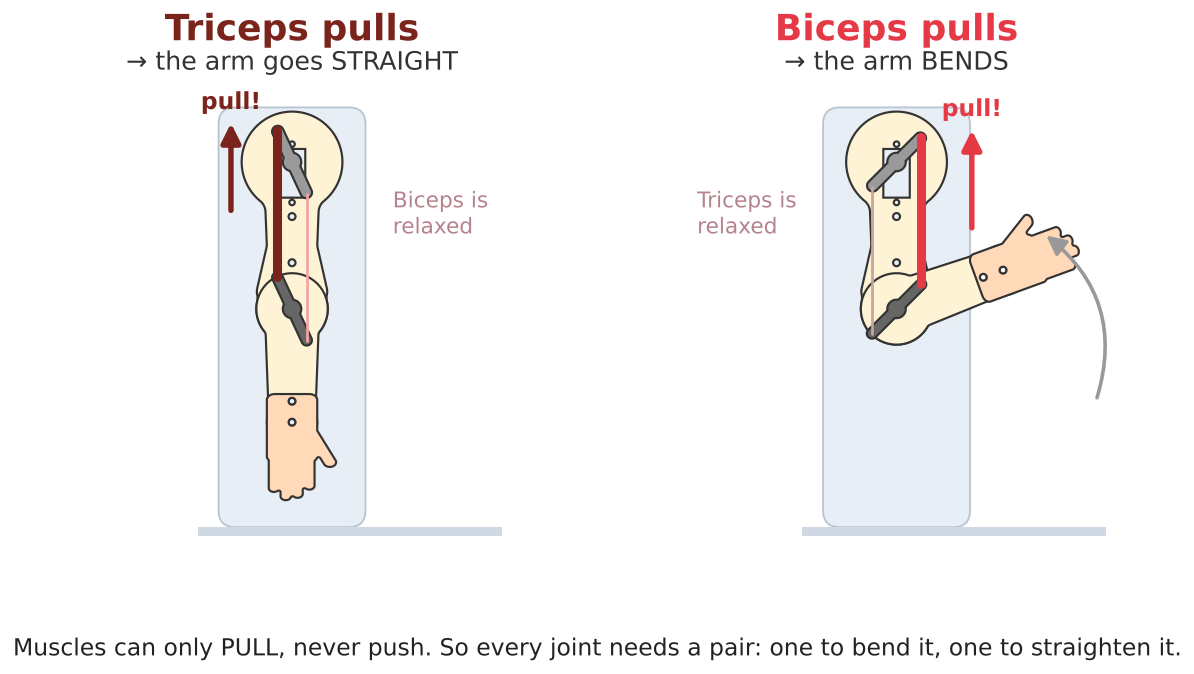 Triceps pulls
→ the arm goes STRAIGHT
pull!
Biceps is
relaxed
Biceps pulls
→ the arm BENDS
pull!
Triceps is
relaxed
Muscles can only PULL, never push. So every joint needs a pair: one to bend it, one to straighten it.